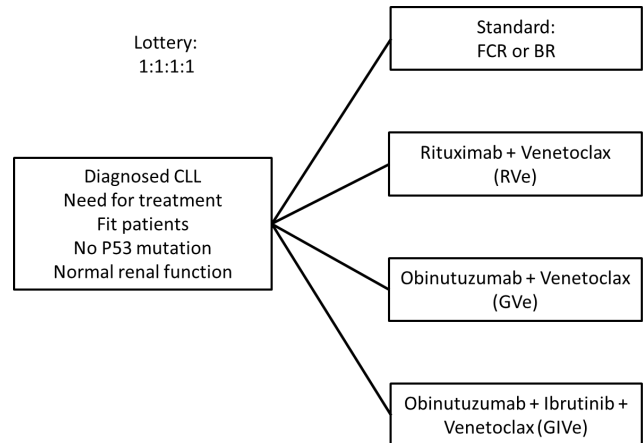 Lottery:
1:1:1:1
Diagnosed CLL
Need for treatment
Fit patients
No P53 mutation
Normal renal function
Standard:
FCR or BR
Rituximab + Venetoclax
(RVe)
Obinutuzumab + Venetoclax
(GVe)
Obinutuzumab + Ibrutinib +
Venetoclax (GIVe)